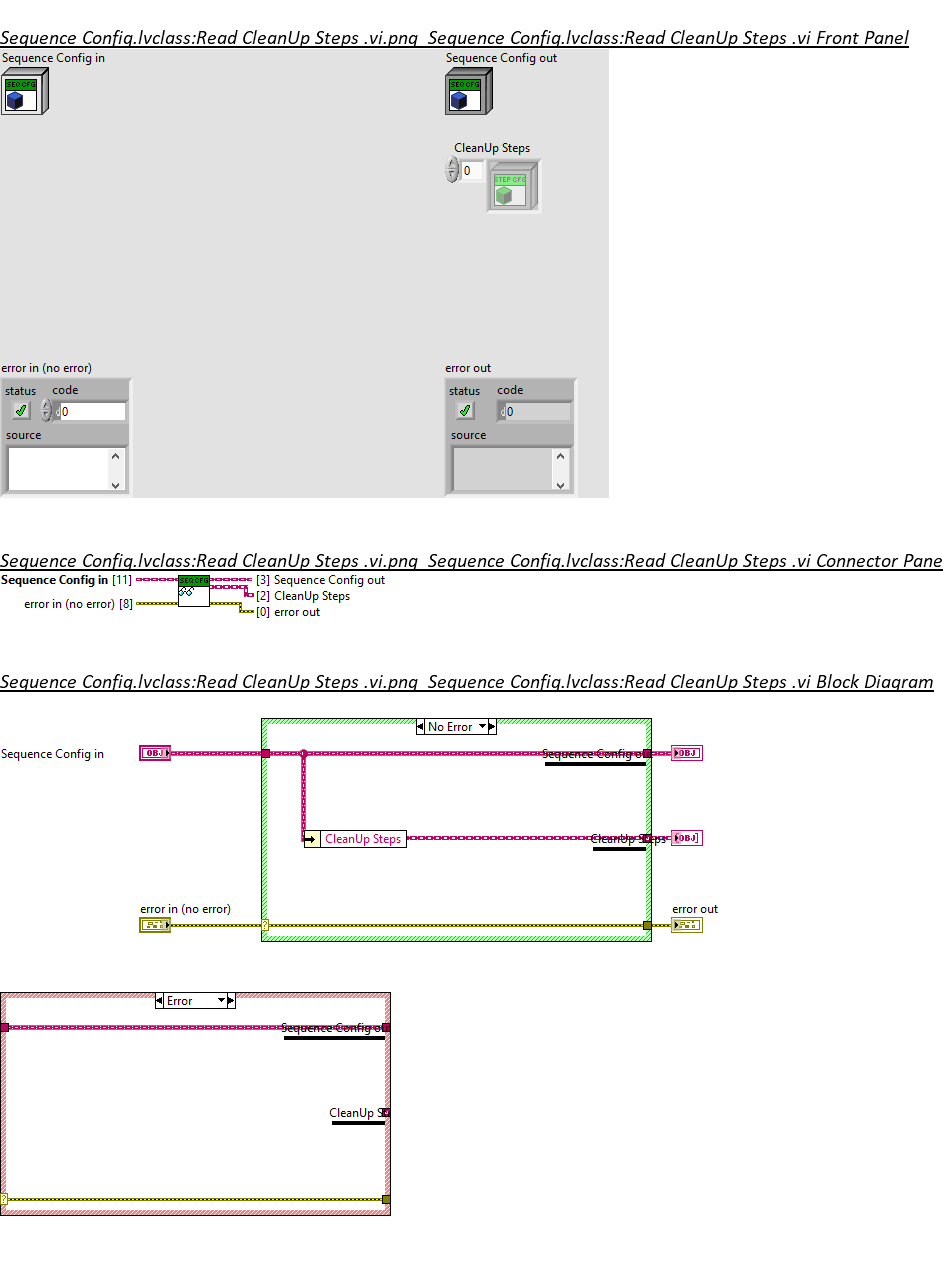 Sequence Config.lvclass:Read CleanUp Steps .vi.png  Sequence Config.lvclass:Read CleanUp Steps .vi Front Panel
Sequence Config in
Sequence Config out
SEQ CFG
SEQ CFG
CleanUp Steps
0
STEP CFG
error in (no error)
error out
status code
status code
d 0
d 0
source
source
Sequence Config.lvclass:Read CleanUp Steps .vi.png  Sequence Config.lvclass:Read CleanUp Steps .vi Connector Pane
Sequence Config in [11]
SEQ CFG
[3] Sequence Config out
[2] CleanUp Steps
error in (no error) [8]
[0] error out
Sequence Config.lvclass:Read CleanUp Steps .vi.png  Sequence Config.lvclass:Read CleanUp Steps .vi Block Diagram
No Error
Sequence Config in
OBJ
Sequence Config ou
OBJ
CleanUp Steps
CleanUp Steps
OBJ
error in (no error)
error out
?
Error
Sequence Config ou
CleanUp S
?